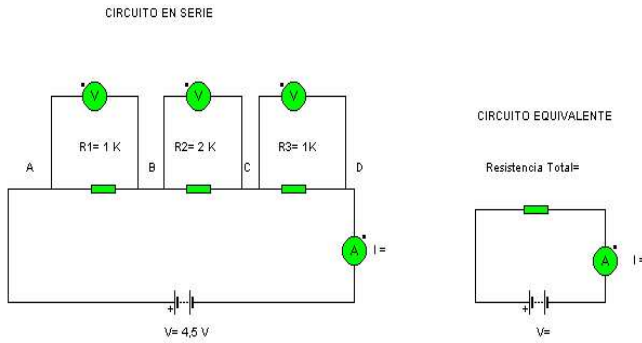 CIRCUITO EN SERIE
V
V
V
R1= 1 K
R2= 2 K
R3= 1K
A
B
C
D
A
I =
+
V= 4,5 V
CIRCUITO EQUIVALENTE
Resistencia Total=
A
I =
+
V=